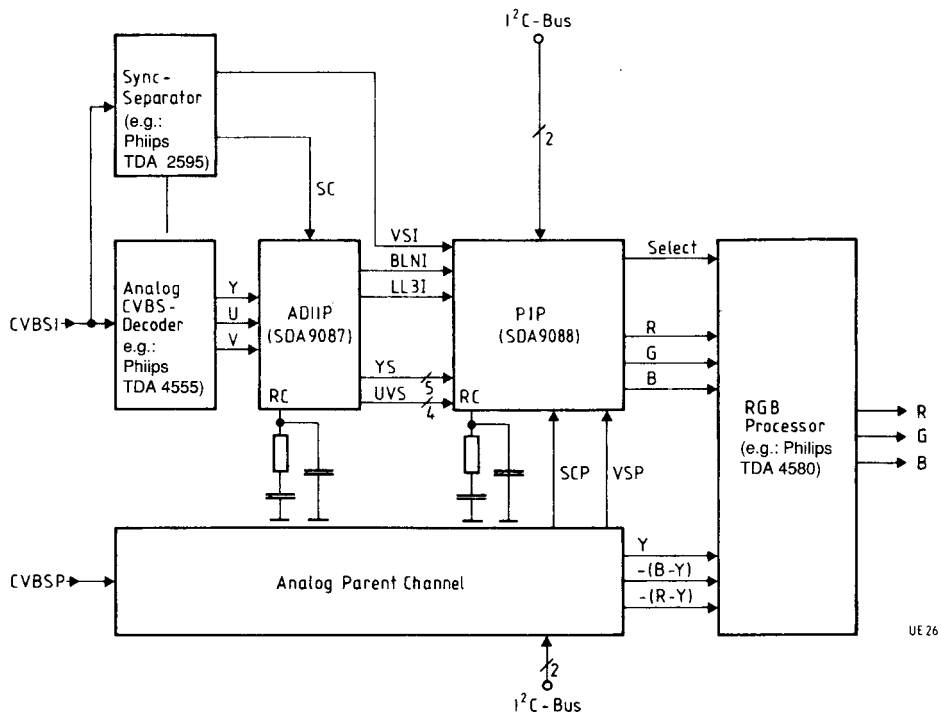 I²C-Bus
Sync-
Separator
(e.g.:
Phiips
TDA 2595)
2
SC
VSI
BLNI
LL3I
Select
CVBSI
Analog
CVBS-
Decoder
e.g.:
Phiips
TDA 4555)
Y
U
V
ADIIP
(SDA9087)
RC
YS
5
UVS
4
PIP
(SDA9088)
RC
R
G
B
SCP
VSP
RGB
Processor
(e.g.: Philips
TDA 4580)
R
G
B
CVBSP
Analog Parent Channel
Y
-(B-Y)
-(R-Y)
2
I²C-Bus
UE 26